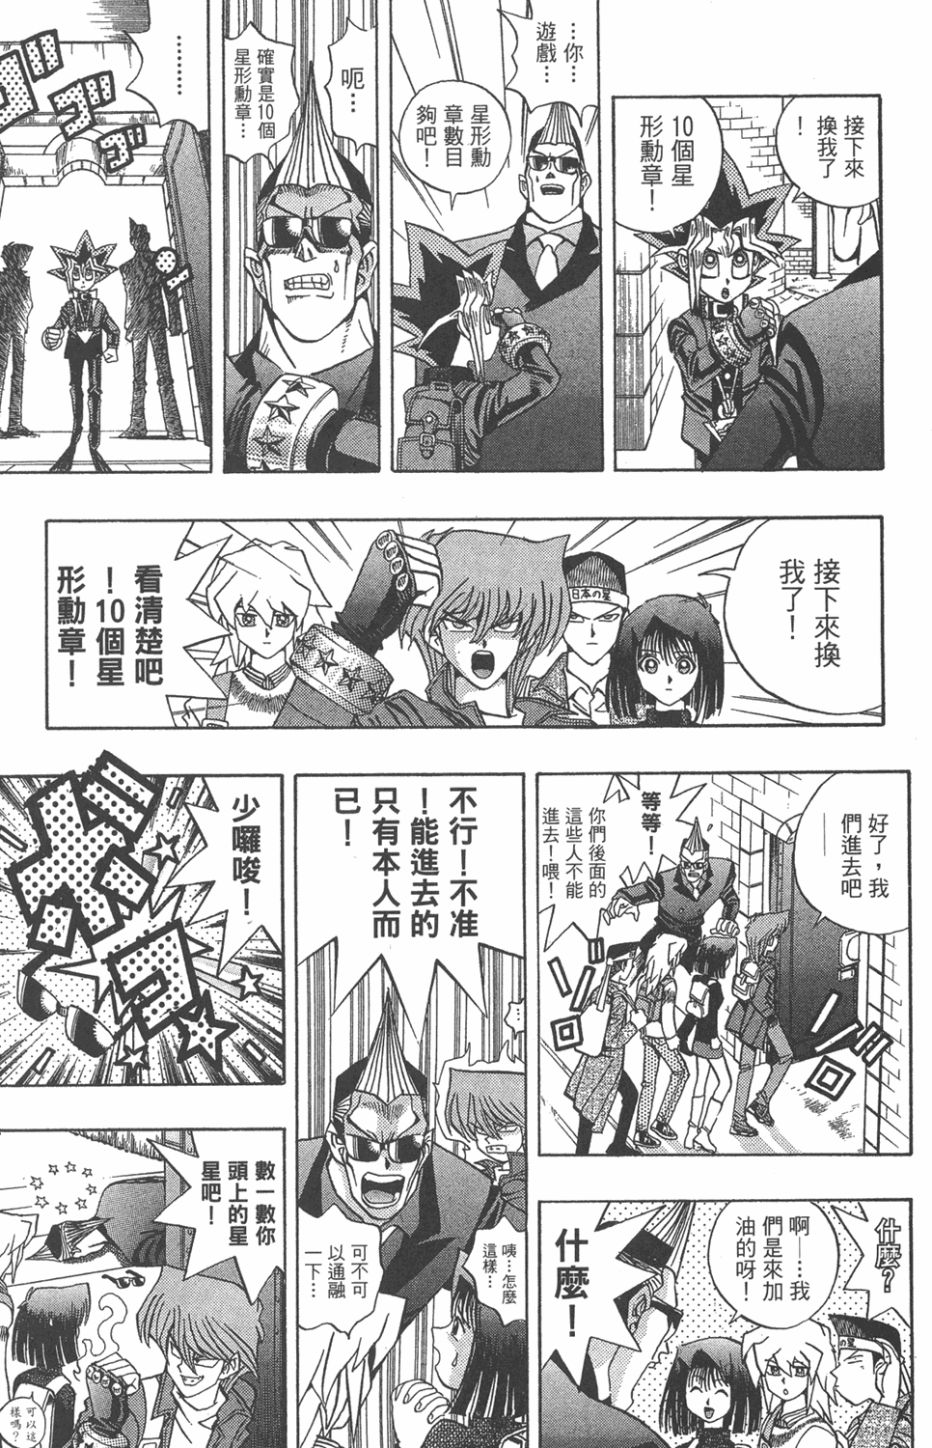 接下來
換我了
！
10個星
形勳章！
…你…
遊戲…
星形勳
章數目
夠吧！
呃…
確實是10個
星形勳章…
………
接下來換
我了！
看清楚吧
！10個星
形勳章！
日本の星
好了，我
們進去吧
──
等等！
你們後面的
這些人不能
進去！喂！
不行！不准
！能進去的
只有本人而
已！
少囉唆！
什麼？
啊──我
們是來加
油的呀！
什麼！
咦…怎麼
這樣…
可不可
以通融
一下…
數一數你
頭上的星
星吧！
可以這
樣嗎？